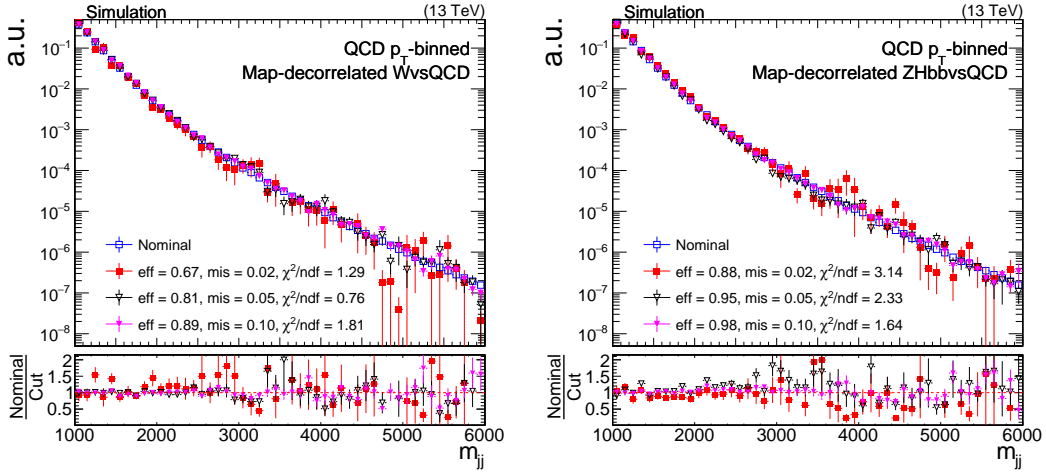 Simulation (13 TeV)
a.u.
QCD p_T-binned
Map-decorrelated WvsQCD
10⁻¹
10⁻²
10⁻³
10⁻⁴
10⁻⁵
10⁻⁶
10⁻⁷
10⁻⁸
Nominal
eff = 0.67, mis = 0.02, χ²/ndf = 1.29
eff = 0.81, mis = 0.05, χ²/ndf = 0.76
eff = 0.89, mis = 0.10, χ²/ndf = 1.81
Nominal
Cut
2
1.5
1
0.5
1000 2000 3000 4000 5000 6000
m_jj
Simulation (13 TeV)
a.u.
QCD p_T-binned
Map-decorrelated ZHbbvsQCD
10⁻¹
10⁻²
10⁻³
10⁻⁴
10⁻⁵
10⁻⁶
10⁻⁷
10⁻⁸
Nominal
eff = 0.88, mis = 0.02, χ²/ndf = 3.14
eff = 0.95, mis = 0.05, χ²/ndf = 2.33
eff = 0.98, mis = 0.10, χ²/ndf = 1.64
Nominal
Cut
2
1.5
1
0.5
1000 2000 3000 4000 5000 6000
m_jj